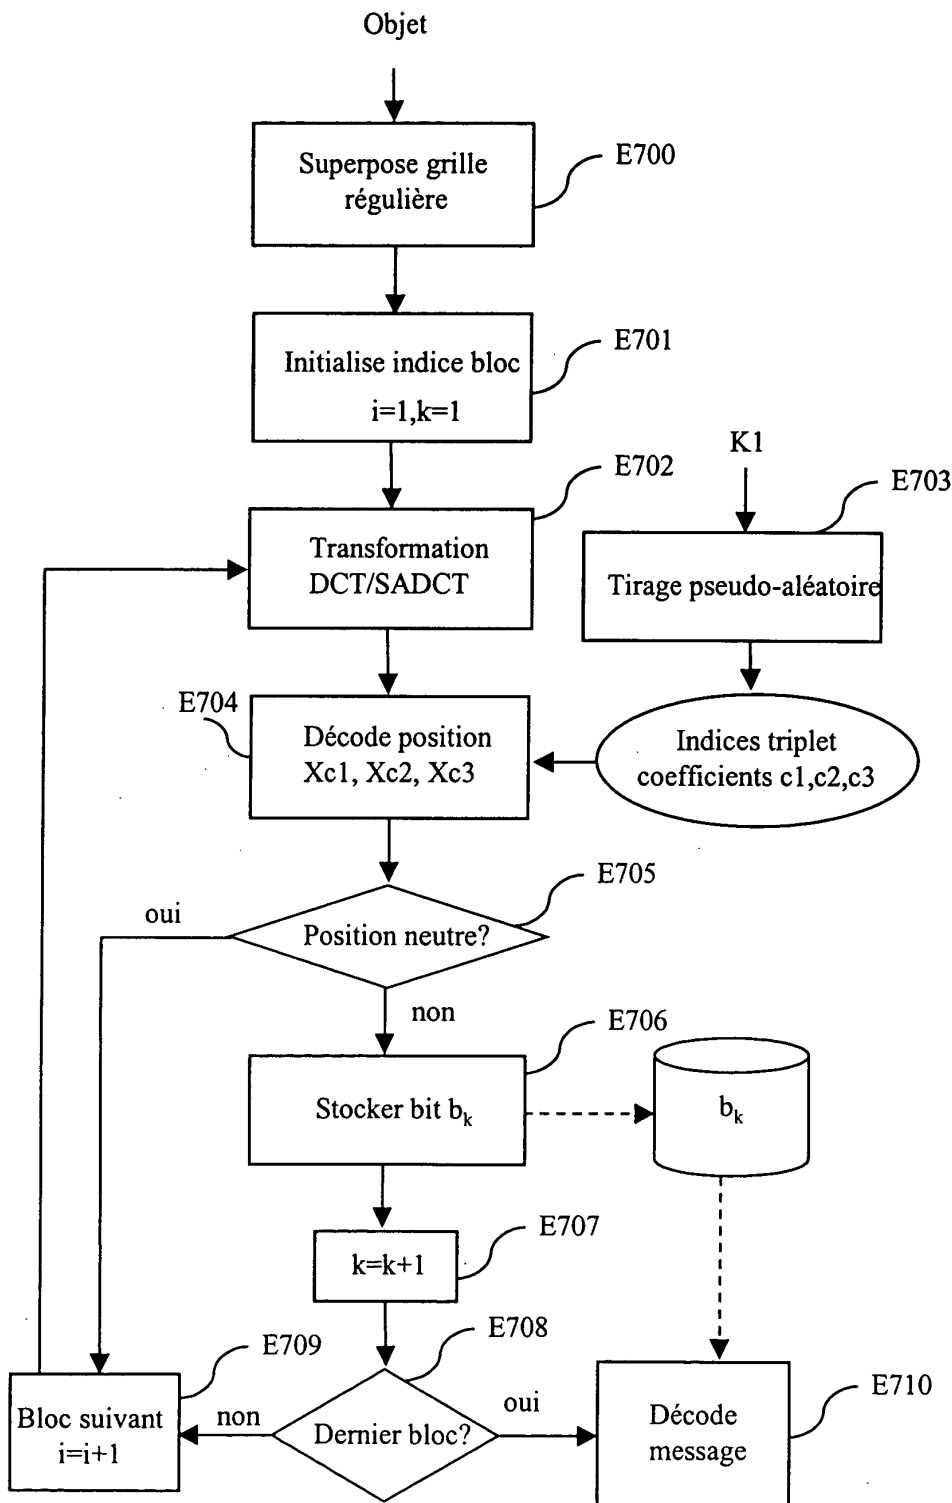 Objet
Superpose grille
régulière
E700
Initialise indice bloc
i=1,k=1
E701
K1
E702
E703
Transformation
DCT/SADCT
Tirage pseudo-aléatoire
E704
Décode position
Xc1, Xc2, Xc3
Indices triplet
coefficients c1,c2,c3
E705
oui
Position neutre?
non
E706
Stocker bit b_k
b_k
E707
k=k+1
E708
E709
Bloc suivant
i=i+1
non
Dernier bloc?
oui
Décode
message
E710